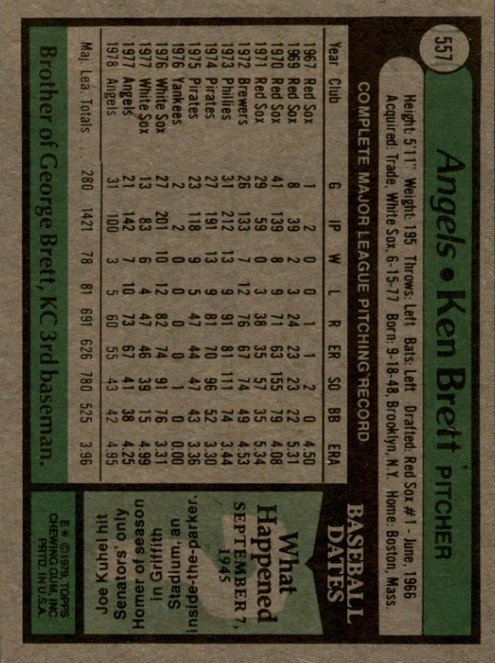 557
Angels • Ken Brett PITCHER
Height: 5'11" Weight: 195 Throws: Left Bats: Left Drafted: Red Sox #1 - June, 1966
Acquired: Trade, White Sox, 6-15-77 Born: 9-18-48, Brooklyn, N.Y. Home: Boston, Mass.
COMPLETE MAJOR LEAGUE PITCHING RECORD
Year Club G IP W L R ER SO BB ERA
1967 Red Sox 1 2 0 0 1 1 2 0 4.50
1969 Red Sox 8 39 2 3 24 23 23 22 5.31
1970 Red Sox 41 139 8 9 71 63 155 79 4.08
1971 Red Sox 29 59 0 3 38 35 57 35 5.34
1972 Brewers 26 133 7 12 76 67 74 49 4.53
1973 Phillies 31 212 13 9 91 81 111 74 3.44
1974 Pirates 27 191 13 9 81 70 96 52 3.30
1975 Pirates 23 118 9 5 47 44 47 43 3.36
1976 Yankees 2 2 0 0 0 0 1 0 0.00
1976 White Sox 27 201 10 12 82 74 91 76 3.31
1977 White Sox 13 83 6 4 47 46 39 15 4.99
1977 Angels 21 142 7 10 73 67 41 38 4.25
1978 Angels 31 100 3 5 60 55 43 42 4.95
Maj. Lea. Totals 280 1421 78 81 691 626 780 525 3.96
Brother of George Brett, KC 3rd baseman.
BASEBALL
DATES
What
Happened
SEPTEMBER 7,
1945
Joe Kuhel hit
Senators' only
Homer of season
in Griffith
Stadium, an
inside-the-parker.
E* © 1979, TOPPS
CHEWING GUM, INC
PRTD. IN U.S.A.